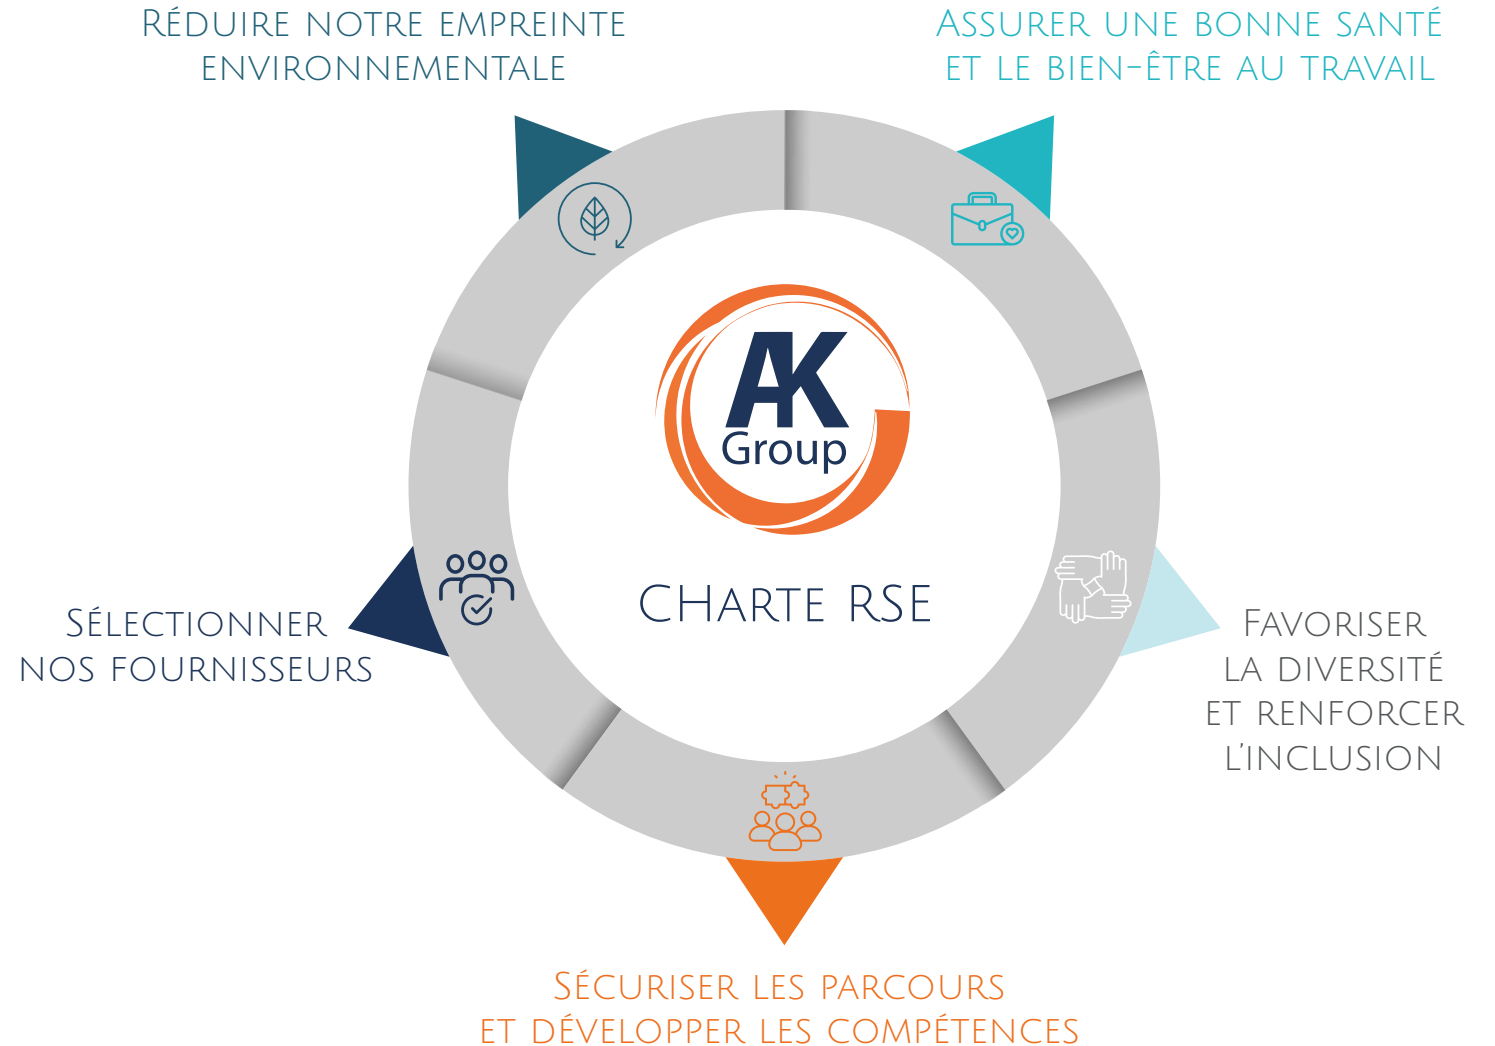 RÉDUIRE NOTRE EMPREINTE
ENVIRONNEMENTALE
ASSURER UNE BONNE SANTÉ
ET LE BIEN-ÊTRE AU TRAVAIL
AK
Group
CHARTE RSE
SÉLECTIONNER
NOS FOURNISSEURS
FAVORISER
LA DIVERSITÉ
ET RENFORCER
L'INCLUSION
SÉCURISER LES PARCOURS
ET DÉVELOPPER LES COMPÉTENCES